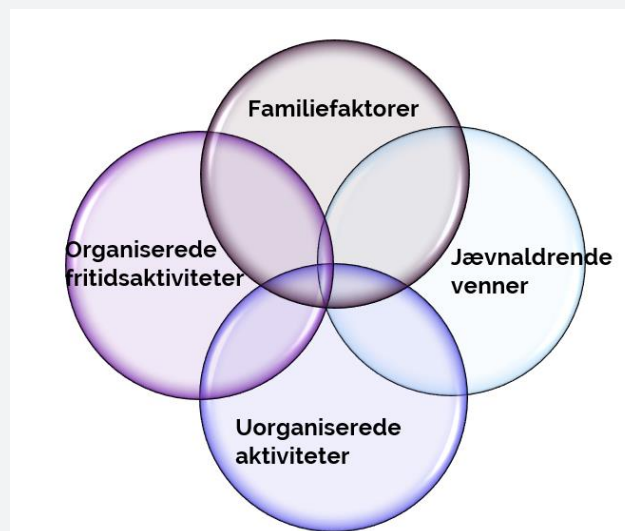 Familiefaktorer
Organiserede
fritidsaktiviteter
Jævnaldrende
venner
Uorganiserede
aktiviteter